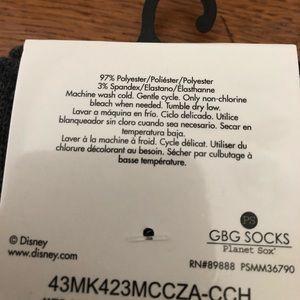 97% Polyester/Poliéster/Polyester
3% Spandex/Elastano/Elasthanne
Machine wash cold. Gentle cycle. Only non-chlorine
bleach when needed. Tumble dry low.
Lavar a máquina en frío. Ciclo delicado. Utilice
blanqueador sin cloro cuando sea necesario. Secar en
temperatura baja.
Laver à la machine à froid. Cycle délicat. Utiliser du
chlorure décolorant au besoin. Sécher par culbutage à
basse température.
PS
GBG SOCKS
Planet Sox
© Disney
www.disney.com
RN#89888 PSMM36790
43MK423MCCZA-CCH